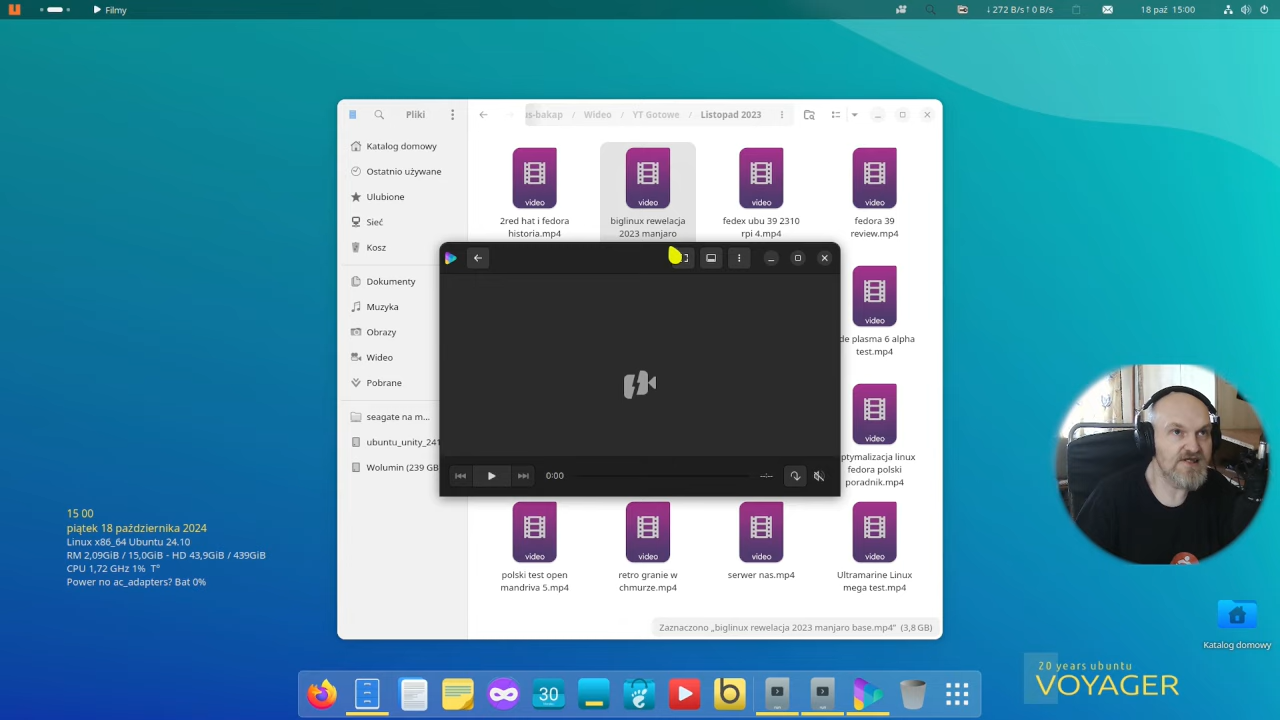 Filmy
↓272 B/s↑0 B/s
18 paź 15:00
Pliki
us-bakap / Wideo / YT Gotowe / Listopad 2023
Katalog domowy
Ostatnio używane
Ulubione
Sieć
Kosz
Dokumenty
Muzyka
Obrazy
Wideo
Pobrane
seagate na m...
ubuntu_unity_241
Wolumin (239 GB
video
2red hat i fedora
historia.mp4
video
biglinux rewelacja
2023 manjaro
video
fedex ubu 39 2310
rpi 4.mp4
video
fedora 39
review.mp4
video
de plasma 6 alpha
test.mp4
video
ptymalizacja linux
fedora polski
poradnik.mp4
0:00
--:--
video
polski test open
mandriva 5.mp4
video
retro granie w
chmurze.mp4
video
serwer nas.mp4
video
Ultramarine Linux
mega test.mp4
Zaznaczono „biglinux rewelacja 2023 manjaro base.mp4” (3,8 GB)
15 00
piątek 18 października 2024
Linux x86_64 Ubuntu 24.10
RM 2,09GiB / 15,0GiB - HD 43,9GiB / 439GiB
CPU 1,72 GHz 1% T°
Power no ac_adapters? Bat 0%
Katalog domowy
20 years ubuntu
VOYAGER
30
b